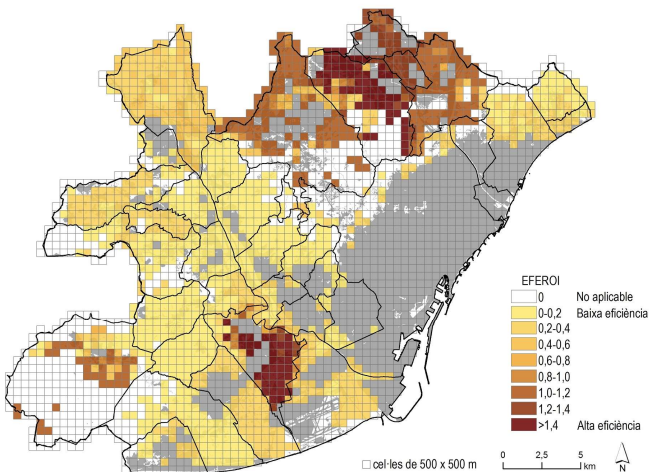 EFEROI
0 No aplicable
0-0,2 Baixa eficiència
0,2-0,4
0,4-0,6
0,6-0,8
0,8-1,0
1,0-1,2
1,2-1,4
>1,4 Alta eficiència
cel·les de 500 x 500 m
0 2,5 5
km
N